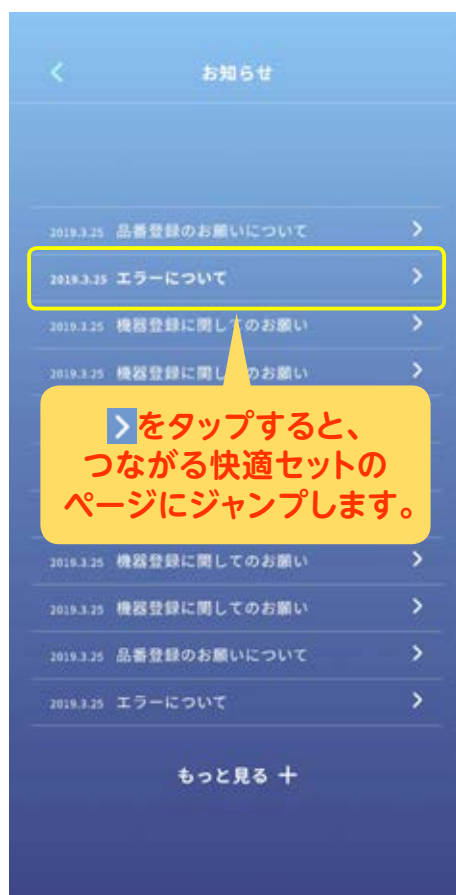 お知らせ
2019.3.25 品番登録のお願いについて
2019.3.25 エラーについて
2019.3.25 機器登録に関してのお願い
2019.3.25 機器登録に関してのお願い
をタップすると、
つながる快適セットの
ページにジャンプします。
2019.3.25 機器登録に関してのお願い
2019.3.25 機器登録に関してのお願い
2019.3.25 品番登録のお願いについて
2019.3.25 エラーについて
もっと見る +